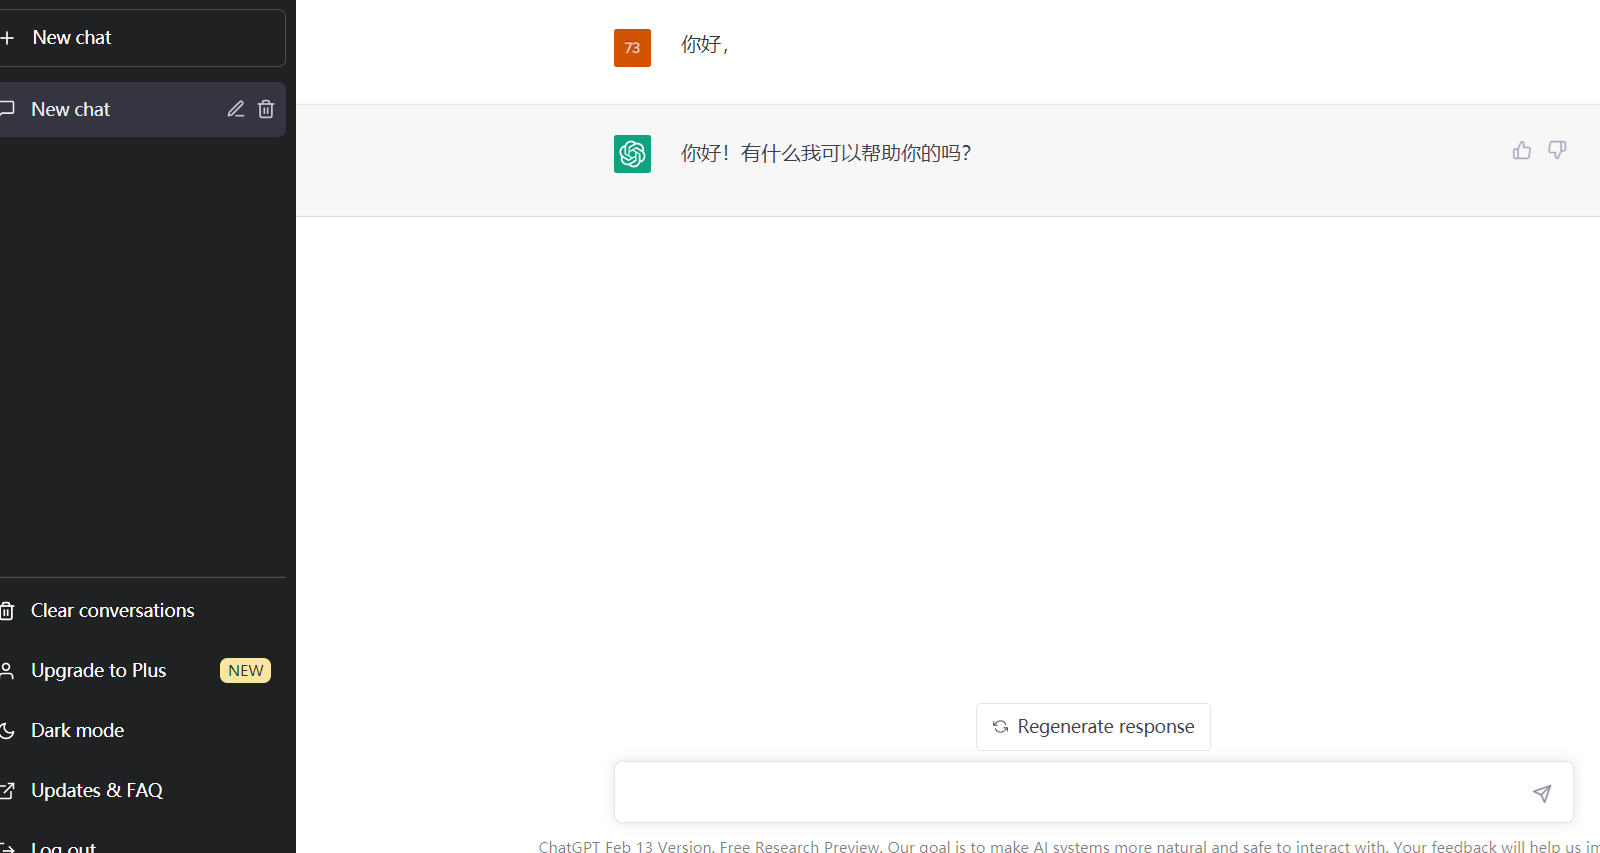 New chat
New chat
Clear conversations
Upgrade to Plus NEW
Dark mode
Updates & FAQ
Log out
73 你好，
你好！有什么我可以帮助你的吗？
Regenerate response
ChatGPT Feb 13 Version. Free Research Preview. Our goal is to make AI systems more natural and safe to interact with. Your feedback will help us im